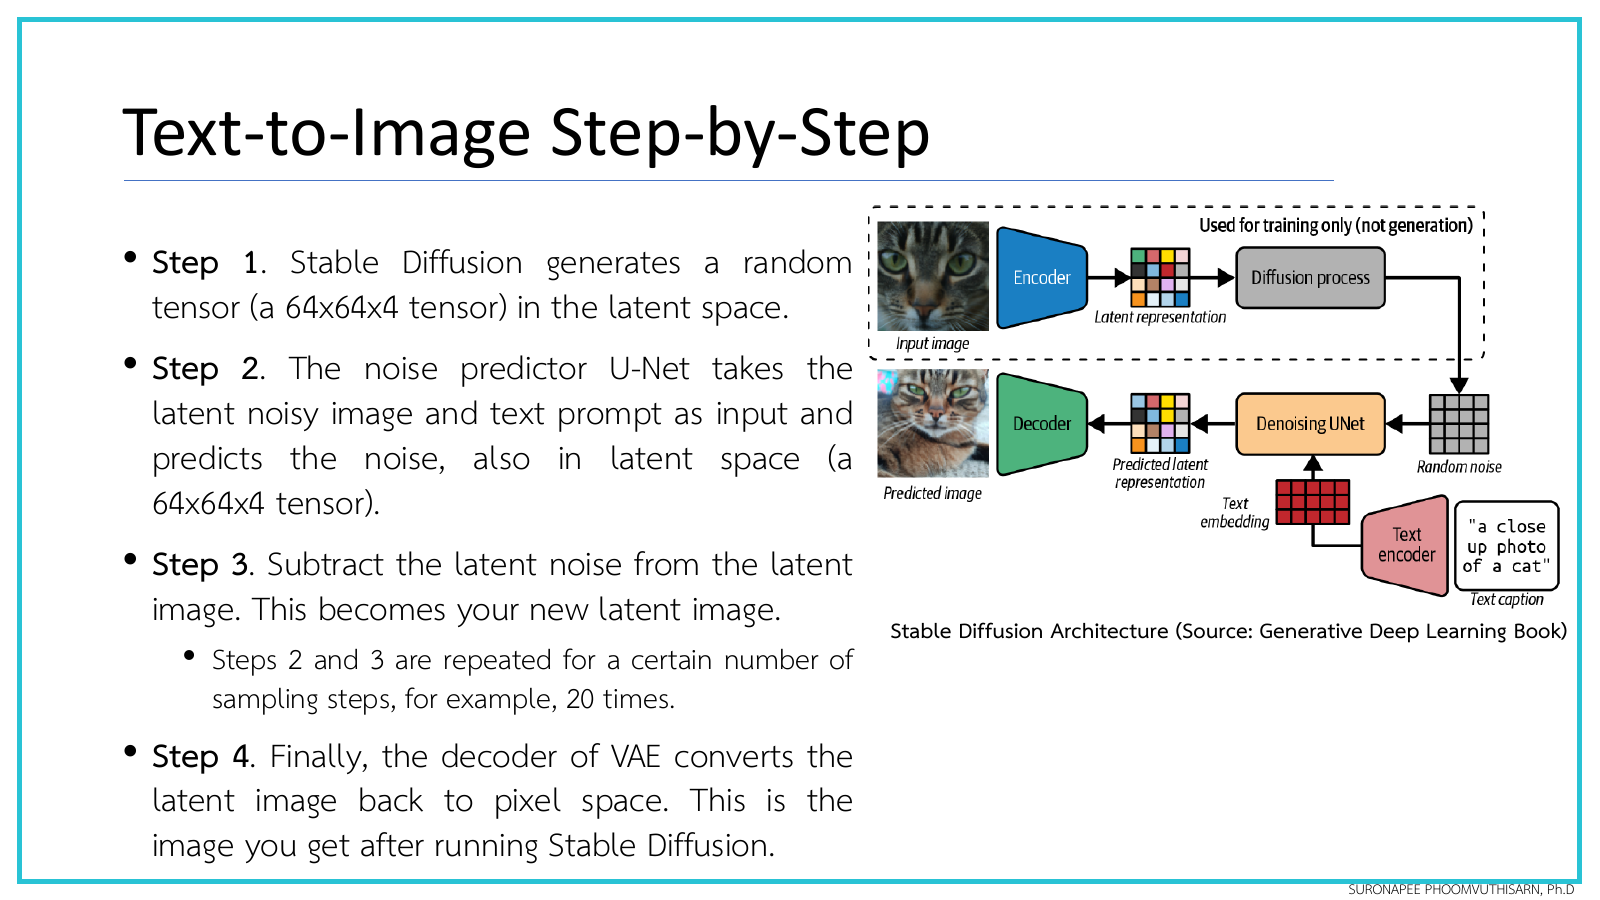 Text-to-Image Step-by-Step
• Step 1. Stable Diffusion generates a random
tensor (a 64x64x4 tensor) in the latent space.
• Step 2. The noise predictor U-Net takes the
latent noisy image and text prompt as input and
predicts the noise, also in latent space (a
64x64x4 tensor).
• Step 3. Subtract the latent noise from the latent
image. This becomes your new latent image.
• Steps 2 and 3 are repeated for a certain number of
sampling steps, for example, 20 times.
• Step 4. Finally, the decoder of VAE converts the
latent image back to pixel space. This is the
image you get after running Stable Diffusion.
Used for training only (not generation)
Encoder
Diffusion process
Latent representation
Input image
Decoder
Denoising UNet
Predicted latent
representation
Random noise
Predicted image
Text
embedding
Text
encoder
"a close
up photo
of a cat"
Text caption
Stable Diffusion Architecture (Source: Generative Deep Learning Book)
SURONAPEE PHOOMVUTHISARN, Ph.D